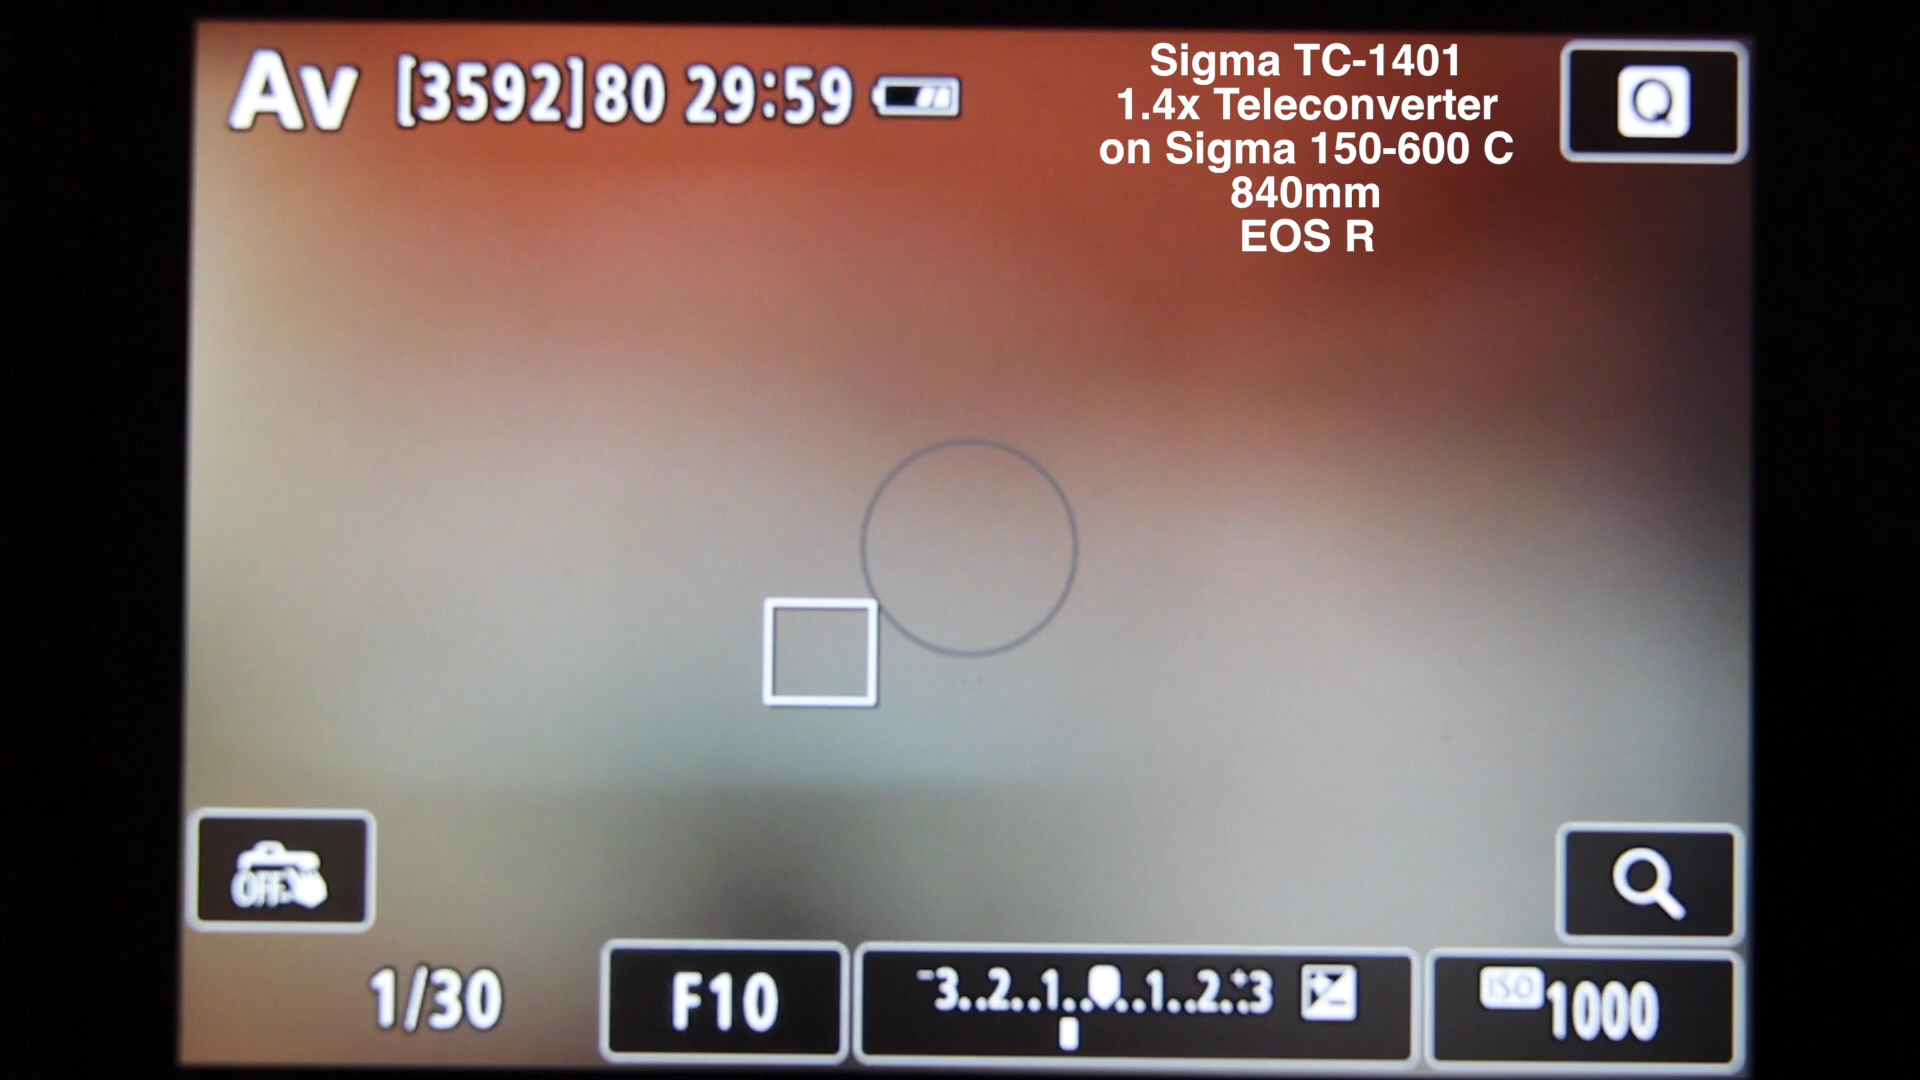 Av [3592] 80 29:59
Sigma TC-1401
1.4x Teleconverter
on Sigma 150-600 C
840mm
EOS R
Q
OFF
1/30
F10
-3..2..1....1..2..+3
ISO 1000